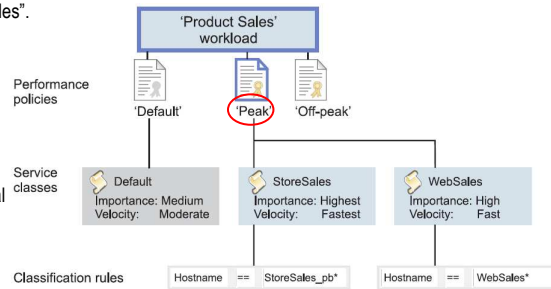 les”.
'Product Sales'
workload
Performance
policies
'Default'
'Peak'
'Off-peak'
Service
classes
al
Default
Importance: Medium
Velocity: Moderate
StoreSales
Importance: Highest
Velocity: Fastest
WebSales
Importance: High
Velocity: Fast
Classification rules
Hostname == StoreSales_pb*
Hostname == WebSales*